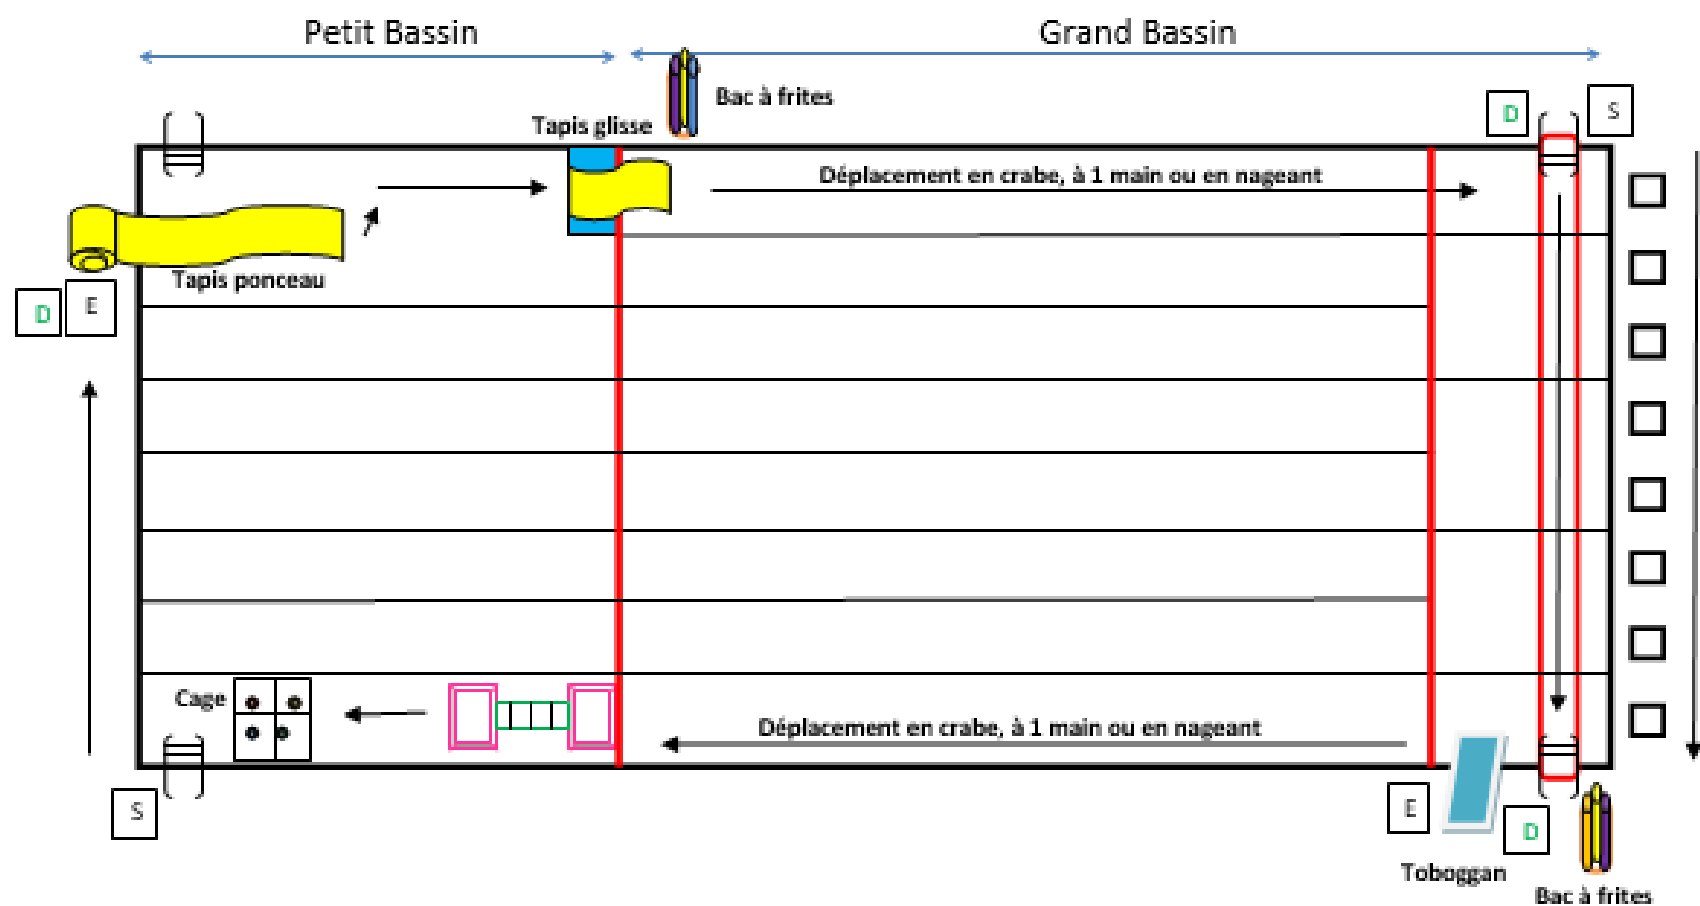 Petit Bassin
Grand Bassin
Bac à frites
D
S
Tapis glisse
Déplacement en crabe, à 1 main ou en nageant
Tapis ponceau
D
E
Cage
Déplacement en crabe, à 1 main ou en nageant
S
E
D
Toboggan
Bac à frites